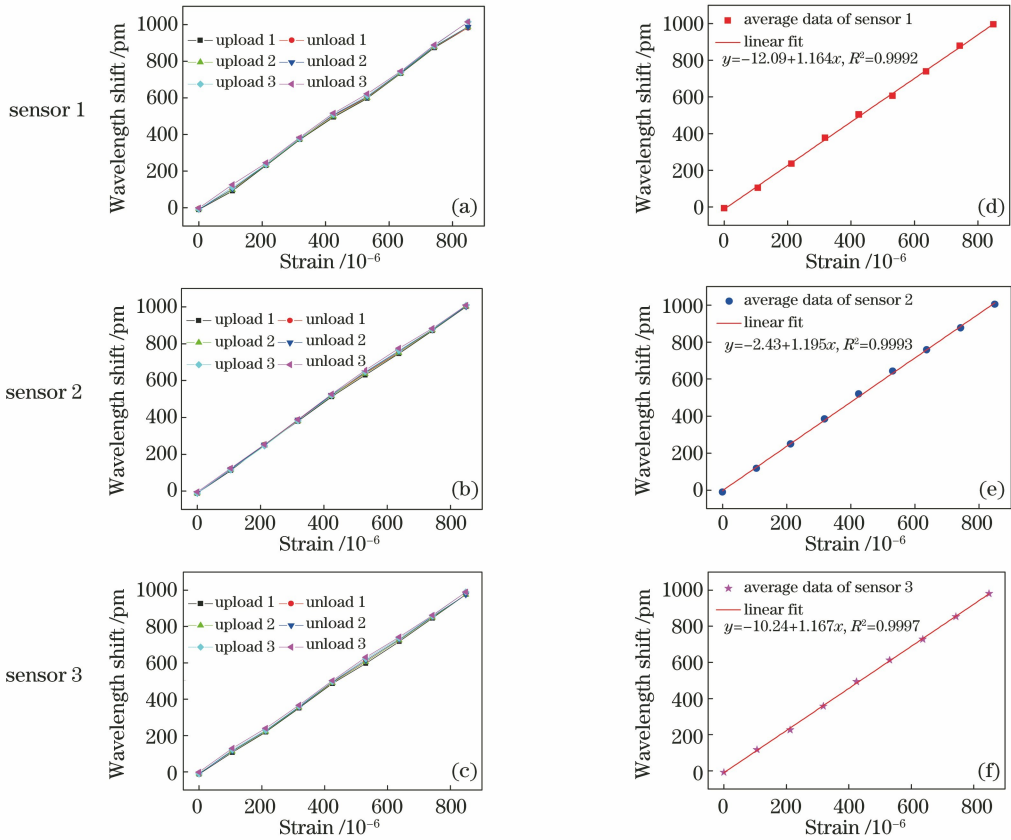 sensor 1
Wavelength shift /pm
1000
800
600
400
200
0
upload 1 unload 1
upload 2 unload 2
upload 3 unload 3
(a)
0 200 400 600 800
Strain /10⁻⁶
Wavelength shift /pm
1000
800
600
400
200
0
average data of sensor 1
linear fit
y=−12.09+1.164x, R²=0.9992
(d)
0 200 400 600 800
Strain /10⁻⁶
sensor 2
Wavelength shift /pm
1000
800
600
400
200
0
upload 1 unload 1
upload 2 unload 2
upload 3 unload 3
(b)
0 200 400 600 800
Strain /10⁻⁶
Wavelength shift /pm
1000
800
600
400
200
0
average data of sensor 2
linear fit
y=−2.43+1.195x, R²=0.9993
(e)
0 200 400 600 800
Strain /10⁻⁶
sensor 3
Wavelength shift /pm
1000
800
600
400
200
0
upload 1 unload 1
upload 2 unload 2
upload 3 unload 3
(c)
0 200 400 600 800
Strain /10⁻⁶
Wavelength shift /pm
1000
800
600
400
200
0
average data of sensor 3
linear fit
y=−10.24+1.167x, R²=0.9997
(f)
0 200 400 600 800
Strain /10⁻⁶